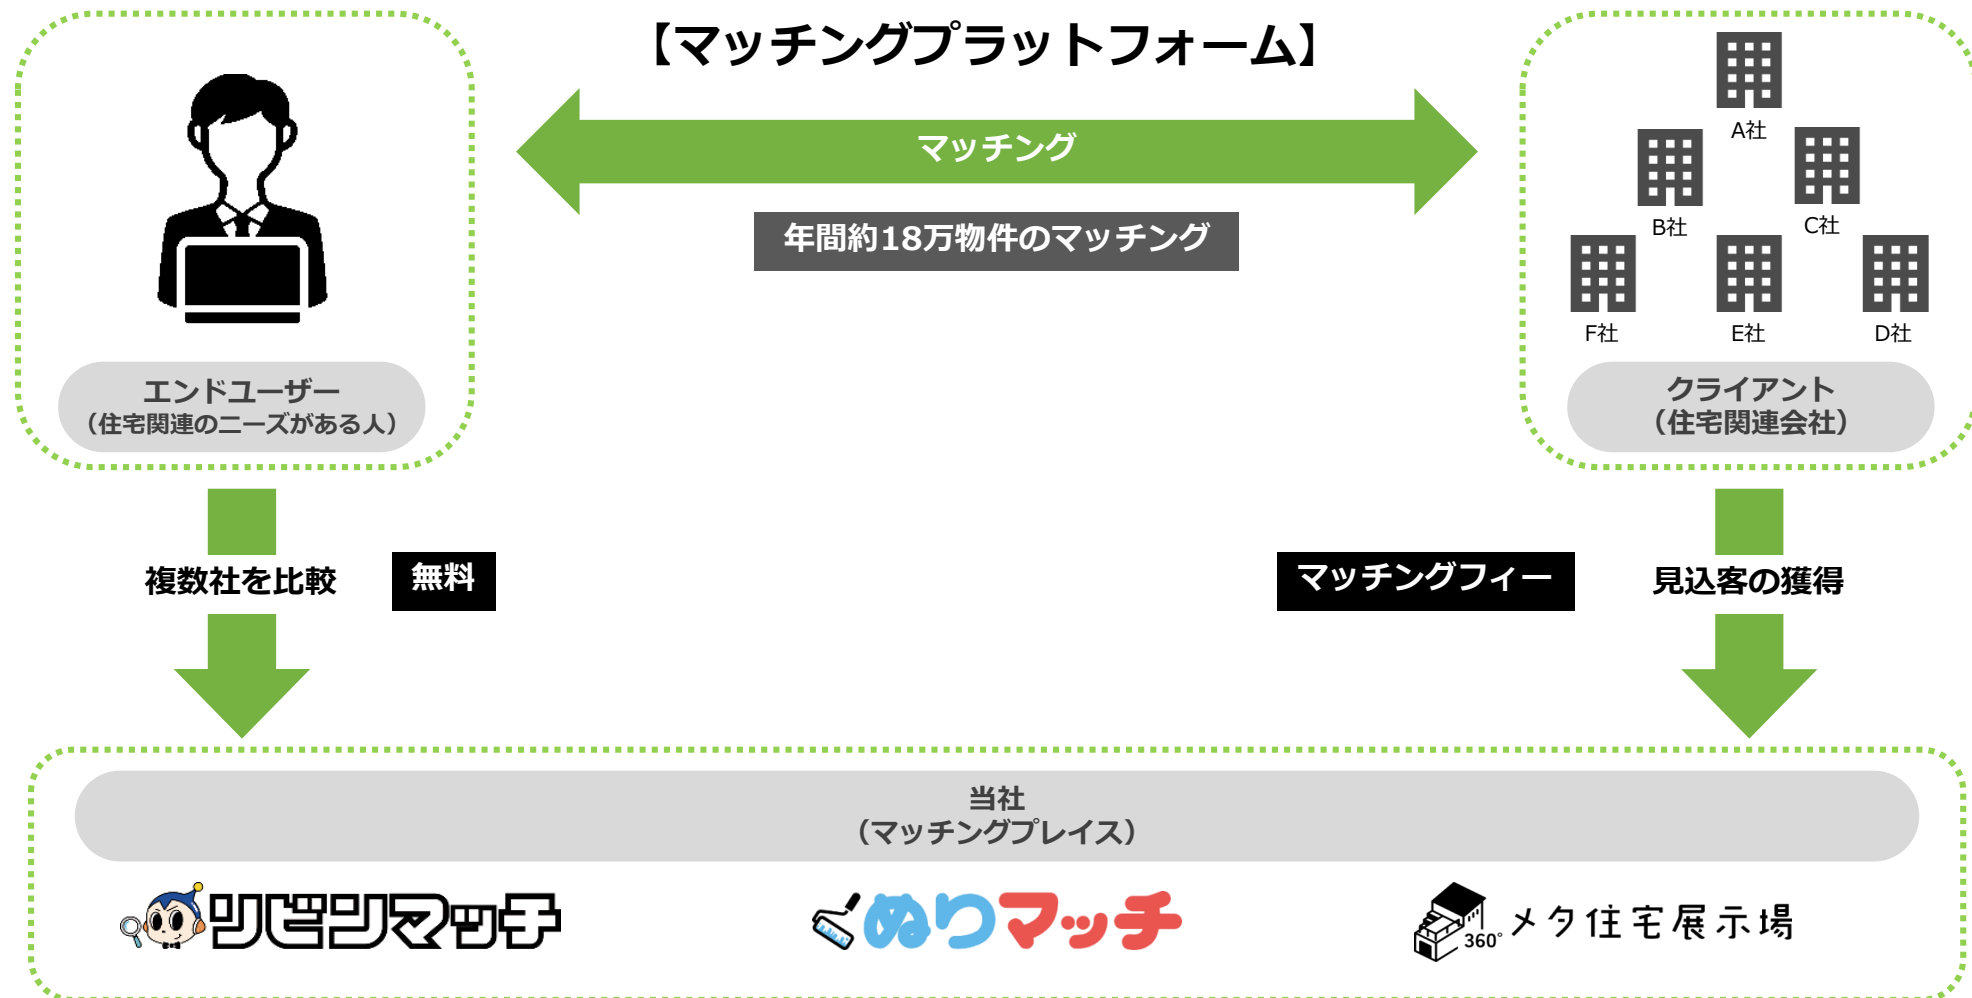 【マッチングプラットフォーム】
マッチング
年間約18万物件のマッチング
A社
B社
C社
F社
E社
D社
エンドユーザー
（住宅関連のニーズがある人）
クライアント
（住宅関連会社）
複数社を比較
無料
マッチングフィー
見込客の獲得
当社
（マッチングプレイス）
リビンマッチ
ぬりマッチ
360°
メタ住宅展示場